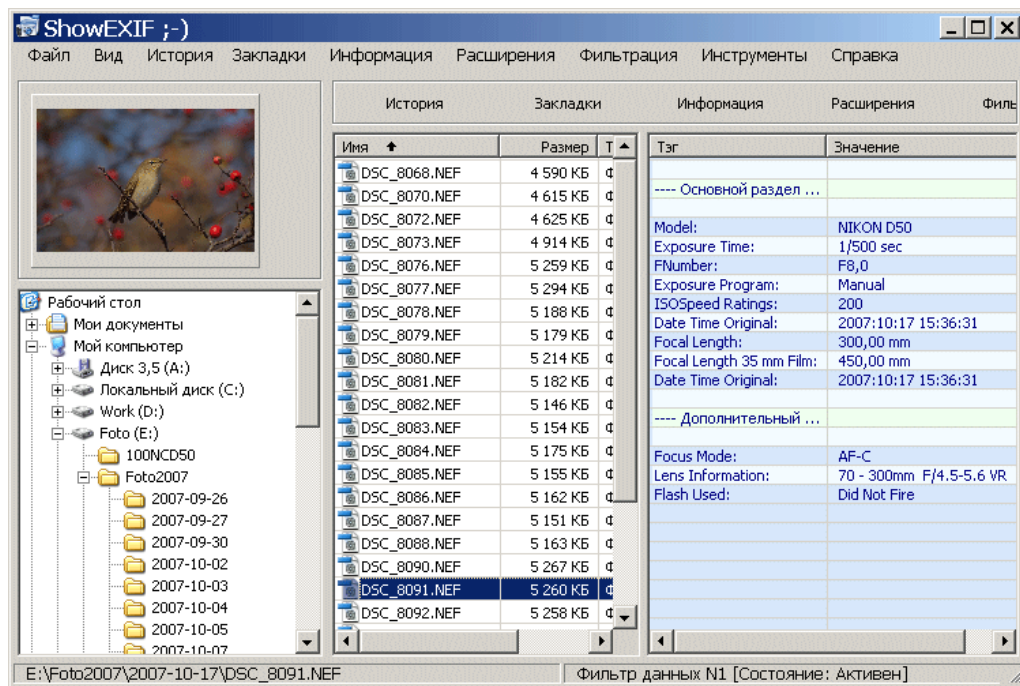 ShowEXIF ;-)
Файл Вид История Закладки Информация Расширения Фильтрация Инструменты Справка
История Закладки Информация Расширения Филь
Имя Размер Т
DSC_8068.NEF 4 590 КБ Ф
DSC_8070.NEF 4 615 КБ Ф
DSC_8072.NEF 4 625 КБ Ф
DSC_8073.NEF 4 914 КБ Ф
DSC_8076.NEF 5 259 КБ Ф
DSC_8077.NEF 5 294 КБ Ф
DSC_8078.NEF 5 188 КБ Ф
DSC_8079.NEF 5 179 КБ Ф
DSC_8080.NEF 5 214 КБ Ф
DSC_8081.NEF 5 182 КБ Ф
DSC_8082.NEF 5 146 КБ Ф
DSC_8083.NEF 5 154 КБ Ф
DSC_8084.NEF 5 175 КБ Ф
DSC_8085.NEF 5 155 КБ Ф
DSC_8086.NEF 5 162 КБ Ф
DSC_8087.NEF 5 151 КБ Ф
DSC_8088.NEF 5 163 КБ Ф
DSC_8090.NEF 5 267 КБ Ф
DSC_8091.NEF 5 260 КБ Ф
DSC_8092.NEF 5 258 КБ Ф
Тэг Значение
---- Основной раздел ...
Model: NIKON D50
Exposure Time: 1/500 sec
FNumber: F8,0
Exposure Program: Manual
ISOSpeed Ratings: 200
Date Time Original: 2007:10:17 15:36:31
Focal Length: 300,00 mm
Focal Length 35 mm Film: 450,00 mm
Date Time Original: 2007:10:17 15:36:31
---- Дополнительный ...
Focus Mode: AF-C
Lens Information: 70 - 300mm F/4.5-5.6 VR
Flash Used: Did Not Fire
Рабочий стол
Мои документы
Мой компьютер
Диск 3,5 (A:)
Локальный диск (C:)
Work (D:)
Foto (E:)
100NCD50
Foto2007
2007-09-26
2007-09-27
2007-09-30
2007-10-02
2007-10-03
2007-10-04
2007-10-05
2007-10-07
E:\Foto2007\2007-10-17\DSC_8091.NEF
Фильтр данных N1 [Состояние: Активен]